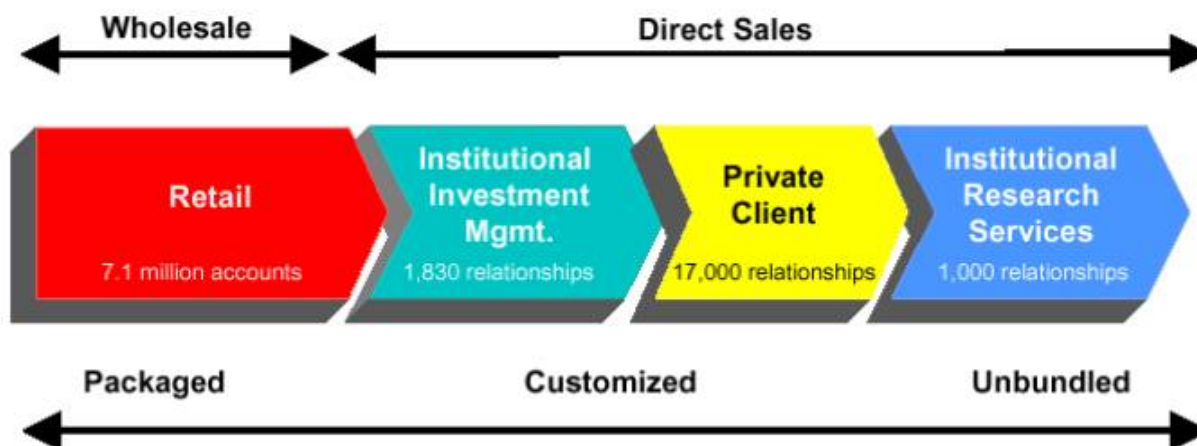 Wholesale
Direct Sales
Retail
7.1 million accounts
Institutional
Investment
Mgmt.
1,830 relationships
Private
Client
17,000 relationships
Institutional
Research
Services
1,000 relationships
Packaged
Customized
Unbundled